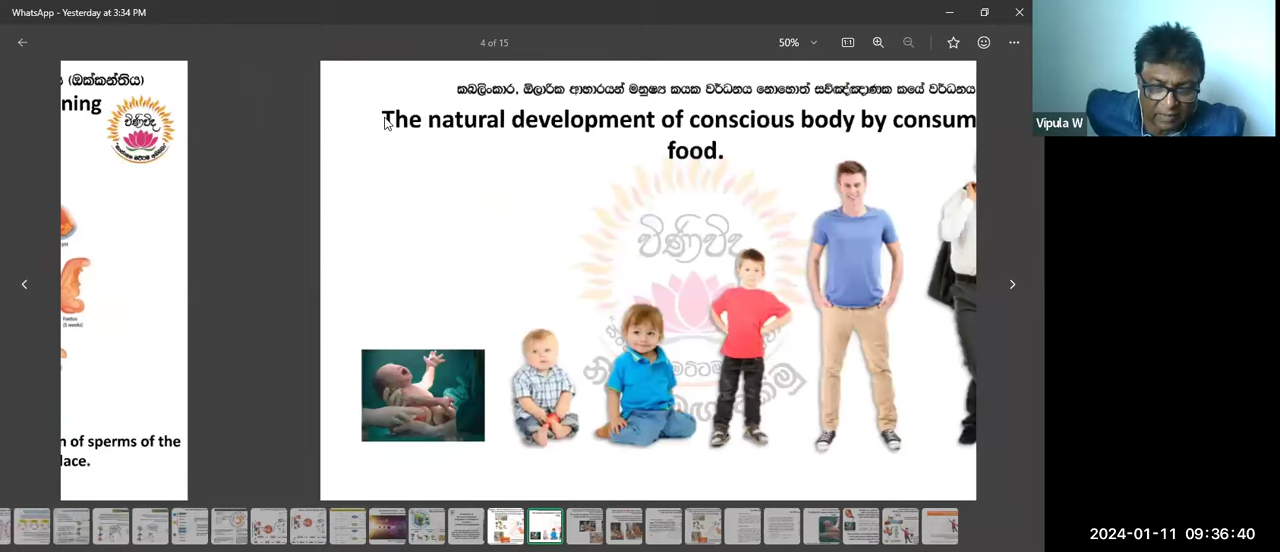 WhatsApp - Yesterday at 3:34 PM
4 of 15
50%
Vipula W
ය (ඔක්කන්තිය)
ning
විණිවිද
Foetus
n of sperms of the
lace.
කබලිංකාර, ඕලාරික ආහාරයන් මනුෂ්‍ය කයක වර්ධනය නොහොත් සවිඤ්ඤාණක කයේ වර්ධනය
The natural development of conscious body by consum
food.
විණිවිද
2024-01-11 09:36:40